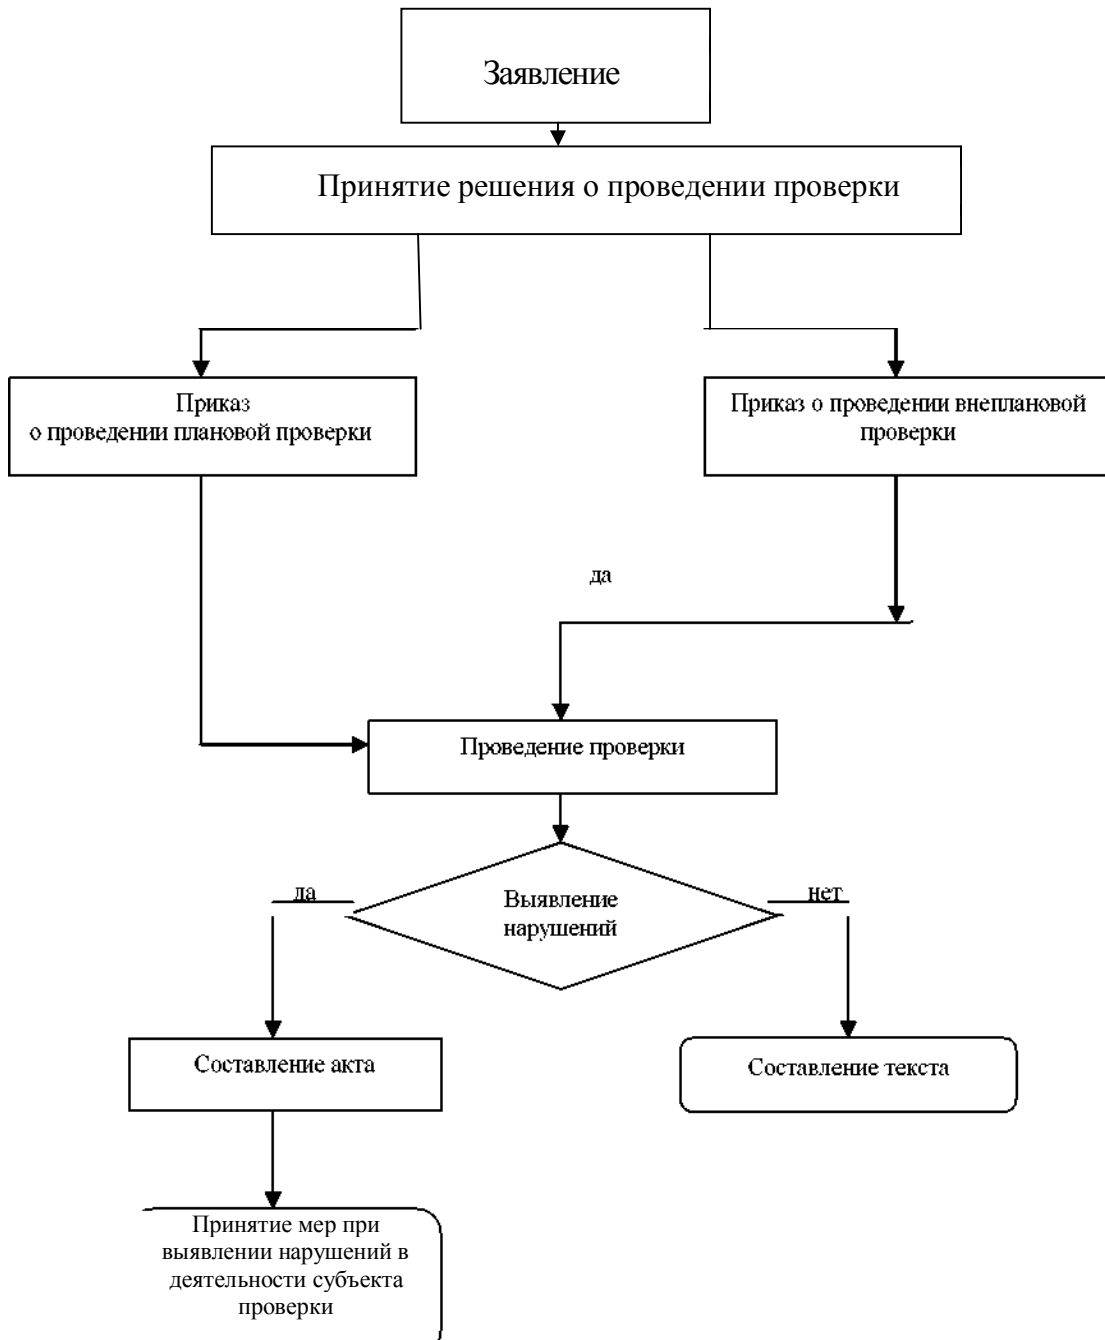 Заявление
Принятие решения о проведении проверки
Приказ
о проведении плановой проверки
Приказ о проведении внеплановой
проверки
да
Проведение проверки
да
Выявление
нарушений
нет
Составление акта
Составление текста
Принятие мер при
выявлении нарушений в
деятельности субъекта
проверки